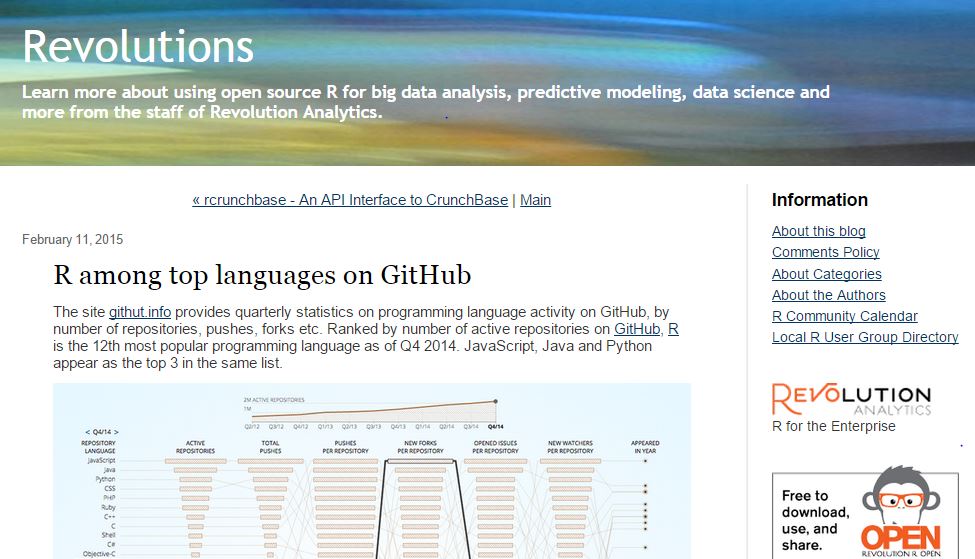 Revolutions
Learn more about using open source R for big data analysis, predictive modeling, data science and
more from the staff of Revolution Analytics.
« rcrunchbase - An API Interface to CrunchBase | Main
February 11, 2015
R among top languages on GitHub
The site githut.info provides quarterly statistics on programming language activity on GitHub, by
number of repositories, pushes, forks etc. Ranked by number of active repositories on GitHub, R
is the 12th most popular programming language as of Q4 2014. JavaScript, Java and Python
appear as the top 3 in the same list.
2M ACTIVE REPOSITORIES
1M
Q2/12 Q3/12 Q4/12 Q1/13 Q2/13 Q3/13 Q4/13 Q1/14 Q2/14 Q3/14 Q4/14
< Q4/14 >
REPOSITORY LANGUAGE
ACTIVE REPOSITORIES
TOTAL PUSHES
PUSHES PER REPOSITORY
NEW FORKS PER REPOSITORY
OPENED ISSUES PER REPOSITORY
NEW WATCHERS PER REPOSITORY
APPEARED IN YEAR
JavaScript
Java
Python
CSS
PHP
Ruby
C++
C
Shell
C#
Objective-C
Information
About this blog
Comments Policy
About Categories
About the Authors
R Community Calendar
Local R User Group Directory
REVOLUTION
ANALYTICS
R for the Enterprise
Free to
download,
use, and
share.
OPEN
REVOLUTION R OPEN